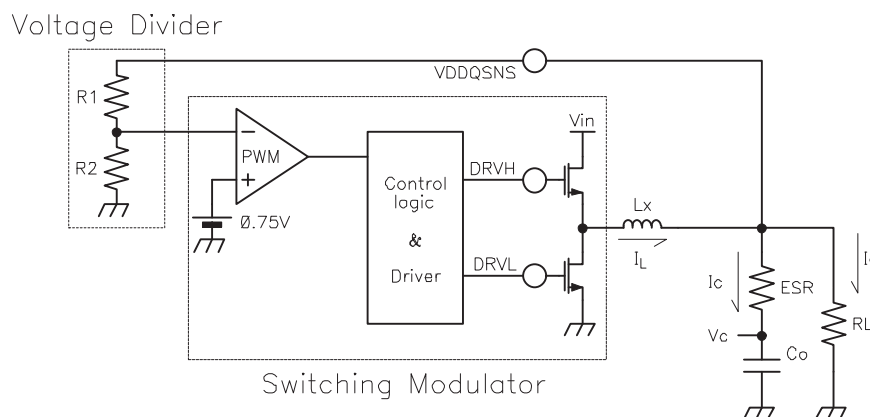 Voltage Divider
VDDQSNS
R1
R2
PWM
0.75V
Control
logic
&
Driver
DRVH
DRVL
Vin
Lx
IL
Ic
ESR
Vc
Co
RL
Switching Modulator